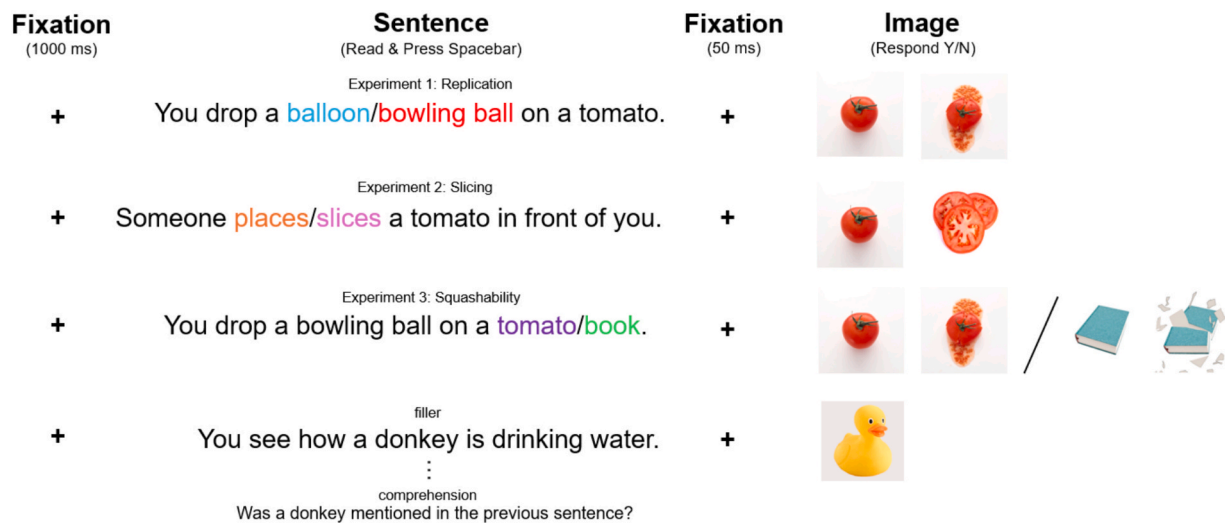 Fixation Sentence Fixation Image
(1000 ms) (Read & Press Spacebar) (50 ms) (Respond Y/N)
Experiment 1: Replication
+ You drop a balloon/bowling ball on a tomato. +
Experiment 2: Slicing
+ Someone places/slices a tomato in front of you. +
Experiment 3: Squashability
+ You drop a bowling ball on a tomato/book. + /
filler
+ You see how a donkey is drinking water. +
⋮
comprehension
Was a donkey mentioned in the previous sentence?